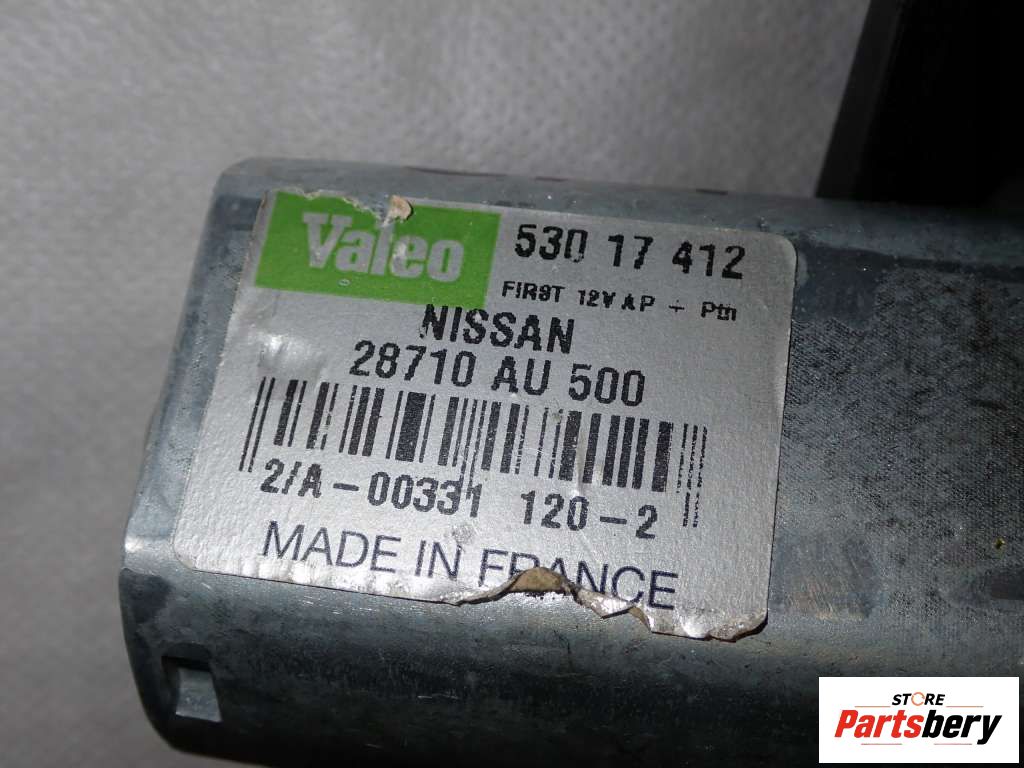 Valeo
530 17 412
FIRST 12V AP + Ptn
NISSAN
28710 AU 500
2/A-00331 120-2
MADE IN FRANCE
STORE
Partsbery